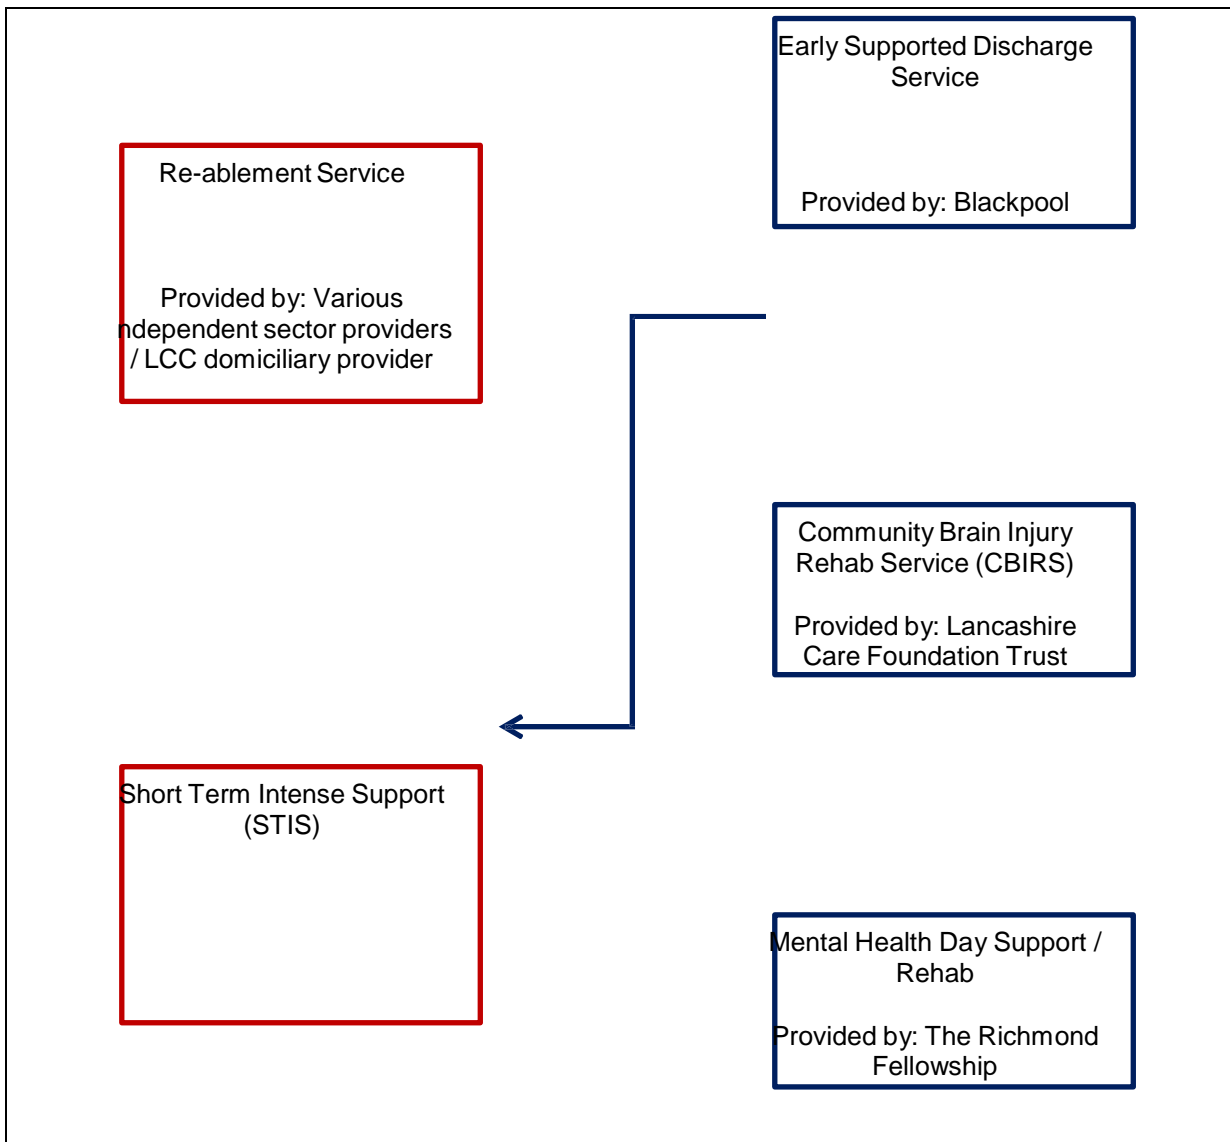 Early Supported Discharge
Service
Provided by: Blackpool
Re-ablement Service
Provided by: Various
ndependent sector providers
/ LCC domiciliary provider
Community Brain Injury
Rehab Service (CBIRS)
Provided by: Lancashire
Care Foundation Trust
Short Term Intense Support
(STIS)
Mental Health Day Support /
Rehab
Provided by: The Richmond
Fellowship